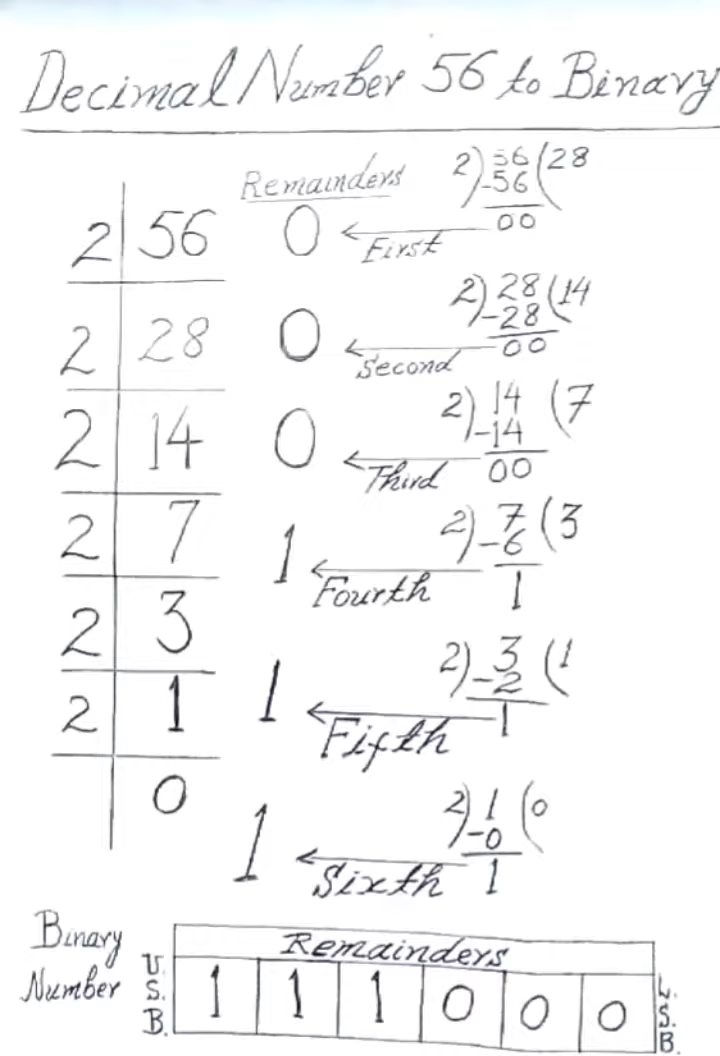 Decimal Number 56 to Binary
Remainders
2)56(28
-56
00
2 56 0 First
2)28(14
-28
00
2 28 0 Second
2)14(7
-14
00
2 14 0 Third
2)7(3
-6
1
2 7 1 Fourth
2)3(1
-2
1
2 3
2 1 1 Fifth
0
2)1(0
-0
1
1 Sixth
Binary Number
Remainders
U.S.B. 1 1 1 0 0 0 L.S.B.